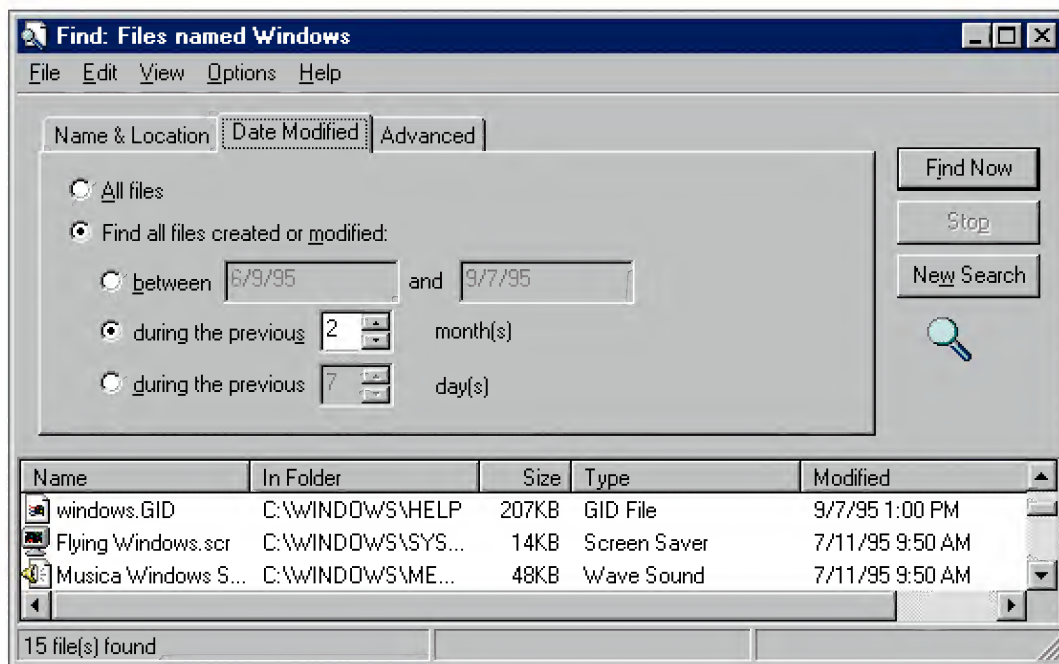 Find: Files named Windows
File Edit View Options Help
Name & Location Date Modified Advanced
All files
Find all files created or modified:
between 6/9/95 and 9/7/95
during the previous 2 month(s)
during the previous 7 day(s)
Find Now
Stop
New Search
Name In Folder Size Type Modified
windows.GID C:\WINDOWS\HELP 207KB GID File 9/7/95 1:00 PM
Flying Windows.scr C:\WINDOWS\SYS... 14KB Screen Saver 7/11/95 9:50 AM
Musica Windows S... C:\WINDOWS\ME... 48KB Wave Sound 7/11/95 9:50 AM
15 file(s) found